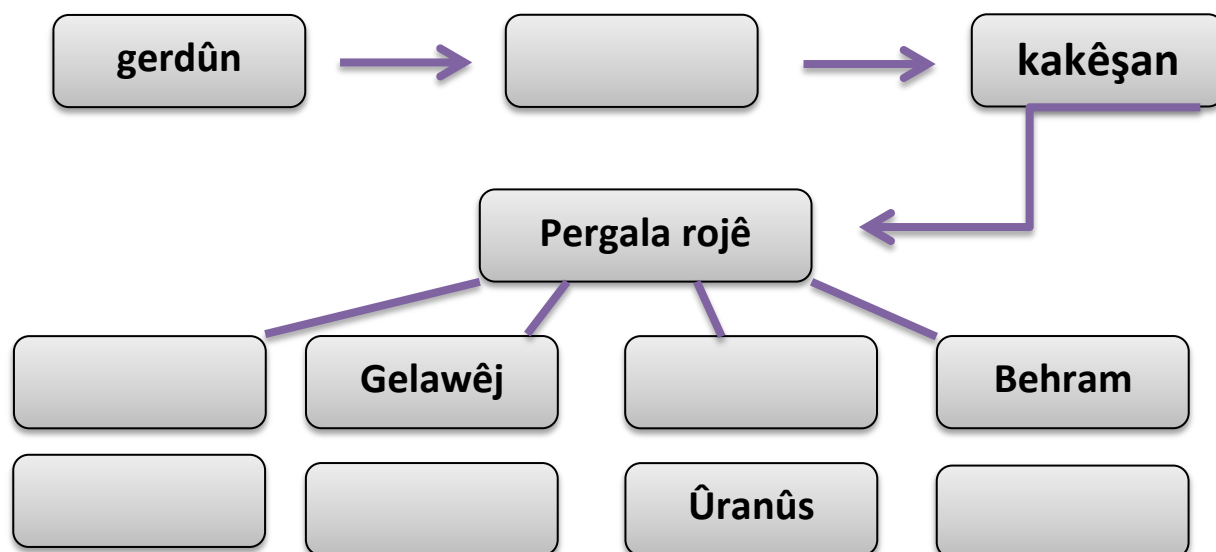 gerdûn
kakêşan
Pergala rojê
Gelawêj
Behram
Ûranûs